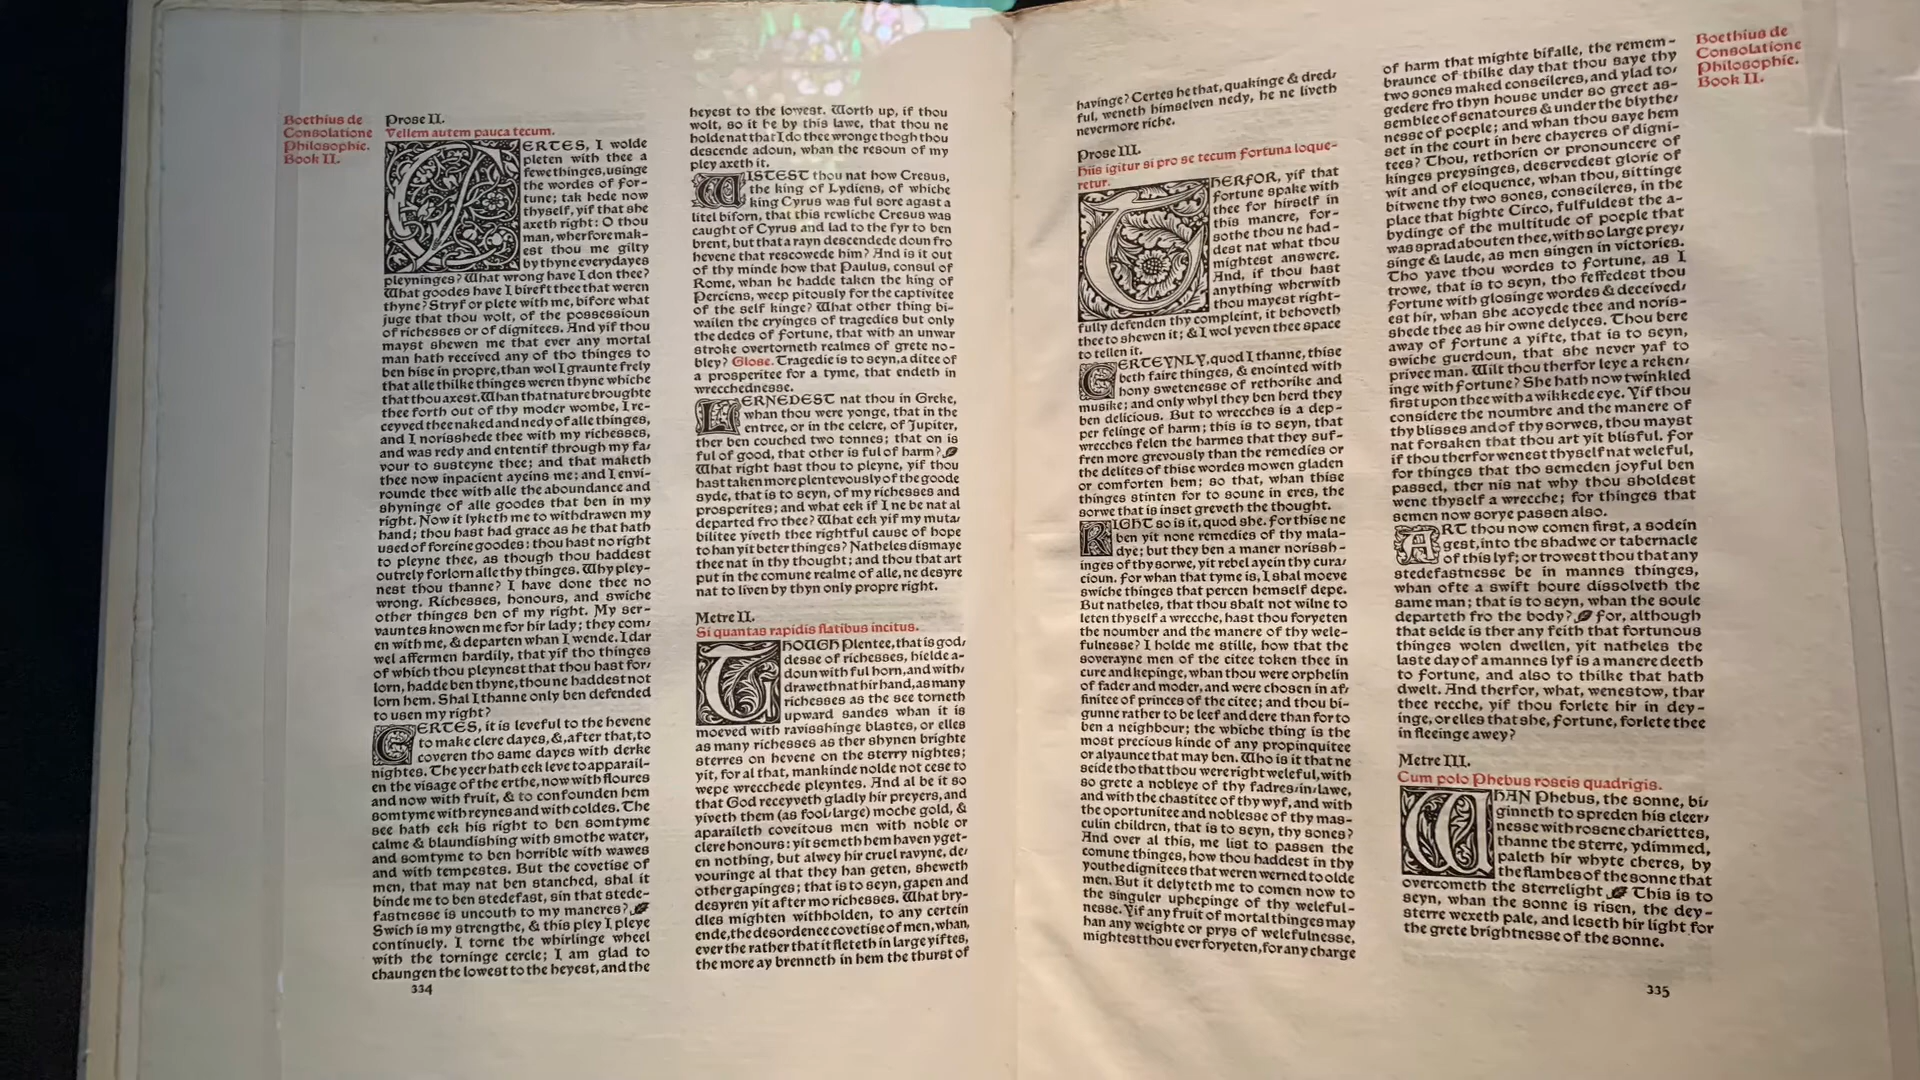 Boethius de
Consolatione
Philosophie.
Book II.
Prose II.
Vellem autem pauca tecum.
CERTES, I wolde
pleten with thee a
fewe thinges, usinge
the wordes of for-
tune; tak hede now
thyself, yif that she
axeth right: O thou
man, wherfore mak-
est thou me gilty
by thyne everydayes
pleyninges? What wrong have I don thee?
What goodes have I bireft thee that weren
thyne? Stryf or plete with me, bifore what
juge that thou wolt, of the possessioun
of richesses or of dignitees. And yif thou
mayst shewen me that ever any mortal
man hath received any of tho thinges to
ben hise in propre, than wol I graunte frely
that alle thilke thinges weren thyne whiche
that thou axest. Whan that nature broughte
thee forth out of thy moder wombe, I re-
ceyved thee naked and nedy of alle thinges,
and I norisshede thee with my richesses,
and was redy and ententif through my fa-
vour to susteyne thee; and that maketh
thee now inpacient ayeins me; and I envi-
rounde thee with alle the aboundance and
shyninge of alle goodes that ben in my
right. Now it lyketh me to withdrawen my
hand; thou hast had grace as he that hath
used of foreine goodes: thou hast no right
to pleyne thee, as though thou haddest
outrely forlorn alle thy thinges. Why pley-
nest thou thanne? I have done thee no
wrong. Richesses, honours, and swiche
other thinges ben of my right. My ser-
vauntes knowen me for hir lady; they com-
en with me, & departen whan I wende. I dar
wel affermen hardily, that yif tho thinges
of which thou pleynest that thou hast for-
lorn, hadde ben thyne, thou ne haddest not
lorn hem. Shal I thanne only ben defended
to usen my right?
CERTES, it is leveful to the hevene
to make clere dayes, &, after that, to
coveren tho same dayes with derke
nightes. The yeer hath eek leve to apparail-
en the visage of the erthe, now with floures
and now with fruit, & to confounden hem
somtyme with reynes and with coldes. The
see hath eek his right to ben somtyme
calme & blaundishing with smothe water,
and somtyme to ben horrible with wawes
and with tempestes. But the covetise of
men, that may nat ben stanched, shal it
binde me to ben stedefast, sin that stede-
fastnesse is uncouth to my maneres?
Swich is my strengthe, & this pley I pleye
continuely. I torne the whirlinge wheel
with the torninge cercle; I am glad to
chaungen the lowest to the heyest, and the
334
heyest to the lowest. Worth up, if thou
wolt, so it be by this lawe, that thou ne
holde nat that I do thee wronge thogh thou
descende adoun, whan the resoun of my
pley axeth it.
WISTEST thou nat how Cresus,
the king of Lydiens, of whiche
king Cyrus was ful sore agast a
litel biforn, that this rewliche Cresus was
caught of Cyrus and lad to the fyr to ben
brent, but that a rayn descendede doun fro
hevene that rescowede him? And is it out
of thy minde how that Paulus, consul of
Rome, whan he hadde taken the king of
Perciens, weep pitously for the captivitee
of the self kinge? What other thing bi-
wailen the cryinges of tragedies but only
the dedes of fortune, that with an unwar
stroke overtorneth realmes of grete no-
bley? Glose. Tragedie is to seyn, a ditee of
a prosperitee for a tyme, that endeth in
wrecchednesse.
LERNEDEST nat thou in Greke,
whan thou were yonge, that in the
entree, or in the celere, of Jupiter,
ther ben couched two tonnes; that on is
ful of good, that other is ful of harm?
What right hast thou to pleyne, yif thou
hast taken more plentevously of the goode
syde, that is to seyn, of my richesses and
prosperites; and what eek if I ne be nat al
departed fro thee? What eek yif my muta-
bilitee yiveth thee rightful cause of hope
to han yit beter thinges? Natheles dismaye
thee nat in thy thought; and thou that art
put in the comune realme of alle, ne desyre
nat to liven by thyn only propre right.
Metre II.
Si quantas rapidis flatibus incitus.
THOUGH Plentee, that is god-
desse of richesses, hielde a-
doun with ful horn, and with-
draweth nat hir hand, as many
richesses as the see torneth
upward sandes whan it is
moeved with ravisshinge blastes, or elles
as many richesses as ther shynen brighte
sterres on hevene on the sterry nightes;
yit, for al that, mankinde nolde not cese to
wepe wrecchede pleyntes. And al be it so
that God receyveth gladly hir preyers, and
yiveth them (as fool-large) moche gold, &
aparaileth coveitous men with noble or
clere honours: yit semeth hem haven yget-
en nothing, but alwey hir cruel ravyne, de-
vouringe al that they han geten, sheweth
other gapinges; that is to seyn, gapen and
desyren yit after mo richesses. What bry-
dles mighten withholden, to any certein
ende, the desordenee covetise of men, whan,
ever the rather that it fleteth in large yiftes,
the more ay brenneth in hem the thurst of
havinge? Certes he that, quakinge & dred-
ful, weneth himselven nedy, he ne liveth
nevermore riche.
Prose III.
Hiis igitur si pro se tecum fortuna loque-
retur.
THERFOR, yif that
fortune spake with
thee for hirself in
this manere, for-
sothe thou ne had-
dest nat what thou
mightest answere.
And, if thou hast
anything wherwith
thou mayest right-
fully defenden thy compleint, it behoveth
thee to shewen it; & I wol yeven thee space
to tellen it.
CERTEYNLY, quod I thanne, thise
beth faire thinges, & enointed with
hony swetenesse of rethorike and
musike; and only whyl they ben herd they
ben delicious. But to wrecches is a dep-
per felinge of harm; this is to seyn, that
wrecches felen the harmes that they suf-
fren more grevously than the remedies or
the delites of thise wordes mowen gladen
or comforten hem; so that, whan thise
thinges stinten for to soune in eres, the
sorwe that is inset greveth the thought.
RIGHT so is it, quod she. For thise ne
ben yit none remedies of thy mala-
dye; but they ben a maner norissh-
inges of thy sorwe, yit rebel ayein thy cura-
cioun. For whan that tyme is, I shal moeve
swiche thinges that percen hemself depe.
But natheles, that thou shalt not wilne to
leten thyself a wrecche, hast thou foryeten
the noumber and the manere of thy wele-
fulnesse? I holde me stille, how that the
soverayne men of the citee token thee in
cure and kepinge, whan thou were orphelin
of fader and moder, and were chosen in af-
finitee of princes of the citee; and thou bi-
gunne rather to be leef and dere than for to
ben a neighbour; the whiche thing is the
most precious kinde of any propinquitee
or alyaunce that may ben. Who is it that ne
seide tho that thou were right weleful, with
so grete a nobleye of thy fadres-in-lawe,
and with the chastitee of thy wyf, and with
the oportunitee and noblesse of thy mas-
culin children, that is to seyn, thy sones?
And over al this, me list to passen the
comune thinges, how thou haddest in thy
youthe dignitees that weren werned to olde
men. But it delyteth me to comen now to
the singuler uphepinge of thy weleful-
nesse. Yif any fruit of mortal thinges may
han any weighte or prys of welefulnesse,
mightest thou ever foryeten, for any charge
of harm that mighte bifalle, the remem-
braunce of thilke day that thou saye thy
two sones maked conseileres, and ylad to-
gedere fro thyn house under so greet as-
semblee of senatoures & under the blythe-
nesse of poeple; and whan thou saye hem
set in the court in here chayeres of digni-
tees? Thou, rethorien or pronouncere of
kinges preysinges, deservedest glorie of
wit and of eloquence, whan thou, sittinge
bitwene thy two sones, conseileres, in the
place that highte Circo, fulfuldest the a-
bydinge of the multitude of poeple that
was sprad abouten thee, with so large prey-
singe & laude, as men singen in victories.
Tho yave thou wordes to fortune, as I
trowe, that is to seyn, tho feffedest thou
fortune with glosinge wordes & deceived-
est hir, whan she acoyede thee and noris-
shede thee as hir owne delyces. Thou bere
away of fortune a yifte, that is to seyn,
swiche guerdoun, that she never yaf to
privee man. Wilt thou therfor leye a reken-
inge with fortune? She hath now twinkled
first upon thee with a wikkede eye. Yif thou
considere the noumbre and the manere of
thy blisses and of thy sorwes, thou mayst
nat forsaken that thou art yit blisful. For
if thou therfor wenest thyself nat weleful,
for thinges that tho semeden joyful ben
passed, ther nis nat why thou sholdest
wene thyself a wrecche; for thinges that
semen now sorye passen also.
ART thou now comen first, a sodein
gest, into the shadwe or tabernacle
of this lyf; or trowest thou that any
stedefastnesse be in mannes thinges,
whan ofte a swift houre dissolveth the
same man; that is to seyn, whan the soule
departeth fro the body? For, although
that selde is ther any feith that fortunous
thinges wolen dwellen, yit natheles the
laste day of a mannes lyf is a manere deeth
to fortune, and also to thilke that hath
dwelt. And therfor, what, wenestow, thar
thee recche, yif thou forlete hir in dey-
inge, or elles that she, fortune, forlete thee
in fleeinge awey?
Metre III.
Cum polo Phebus roseis quadrigis.
WHAN Phebus, the sonne, bi-
ginneth to spreden his cleer-
nesse with rosene chariettes,
thanne the sterre, ydimmed,
paleth hir whyte cheres, by
the flambes of the sonne that
overcometh the sterrelight. This is to
seyn, whan the sonne is risen, the dey-
sterre wexeth pale, and leseth hir light for
the grete brightnesse of the sonne.
Boethius de
Consolatione
Philosophie.
Book II.
335